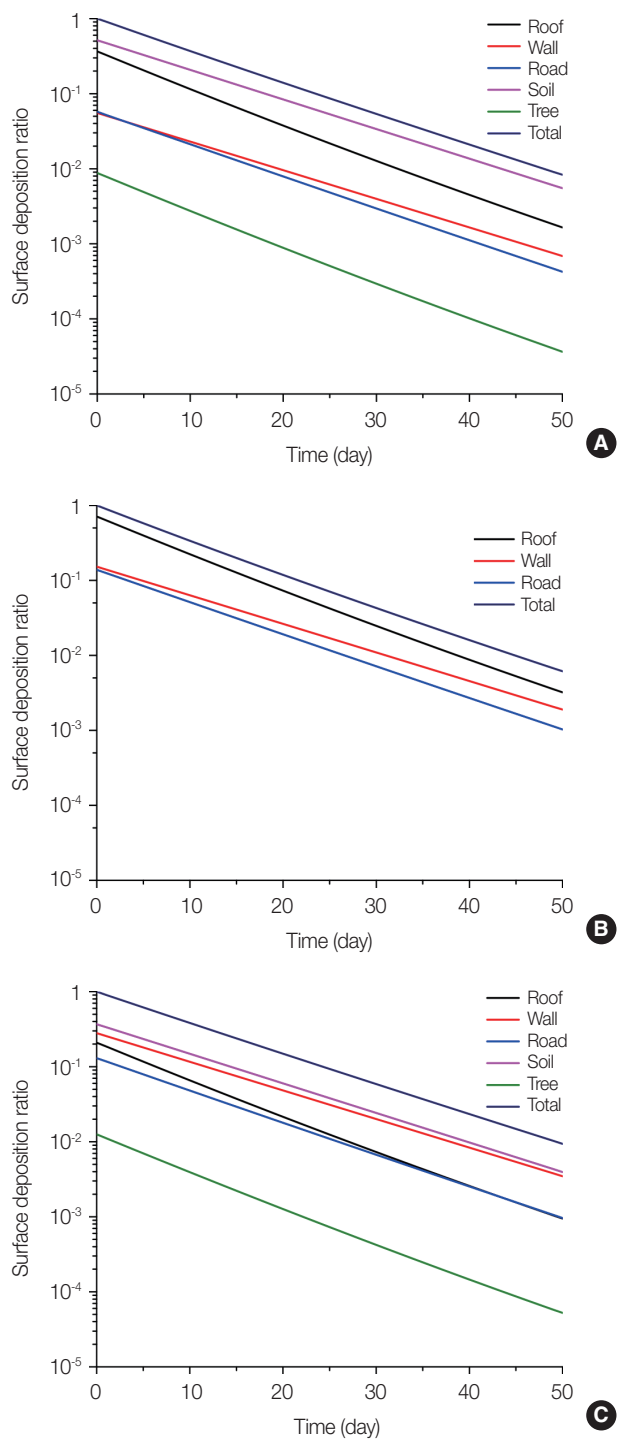 Surface deposition ratio
1
10-1
10-2
10-3
10-4
10-5
0 10 20 30 40 50
Time (day)
Roof
Wall
Road
Soil
Tree
Total
A
Surface deposition ratio
1
10-1
10-2
10-3
10-4
10-5
0 10 20 30 40 50
Time (day)
Roof
Wall
Road
Total
B
Surface deposition ratio
1
10-1
10-2
10-3
10-4
10-5
0 10 20 30 40 50
Time (day)
Roof
Wall
Road
Soil
Tree
Total
C